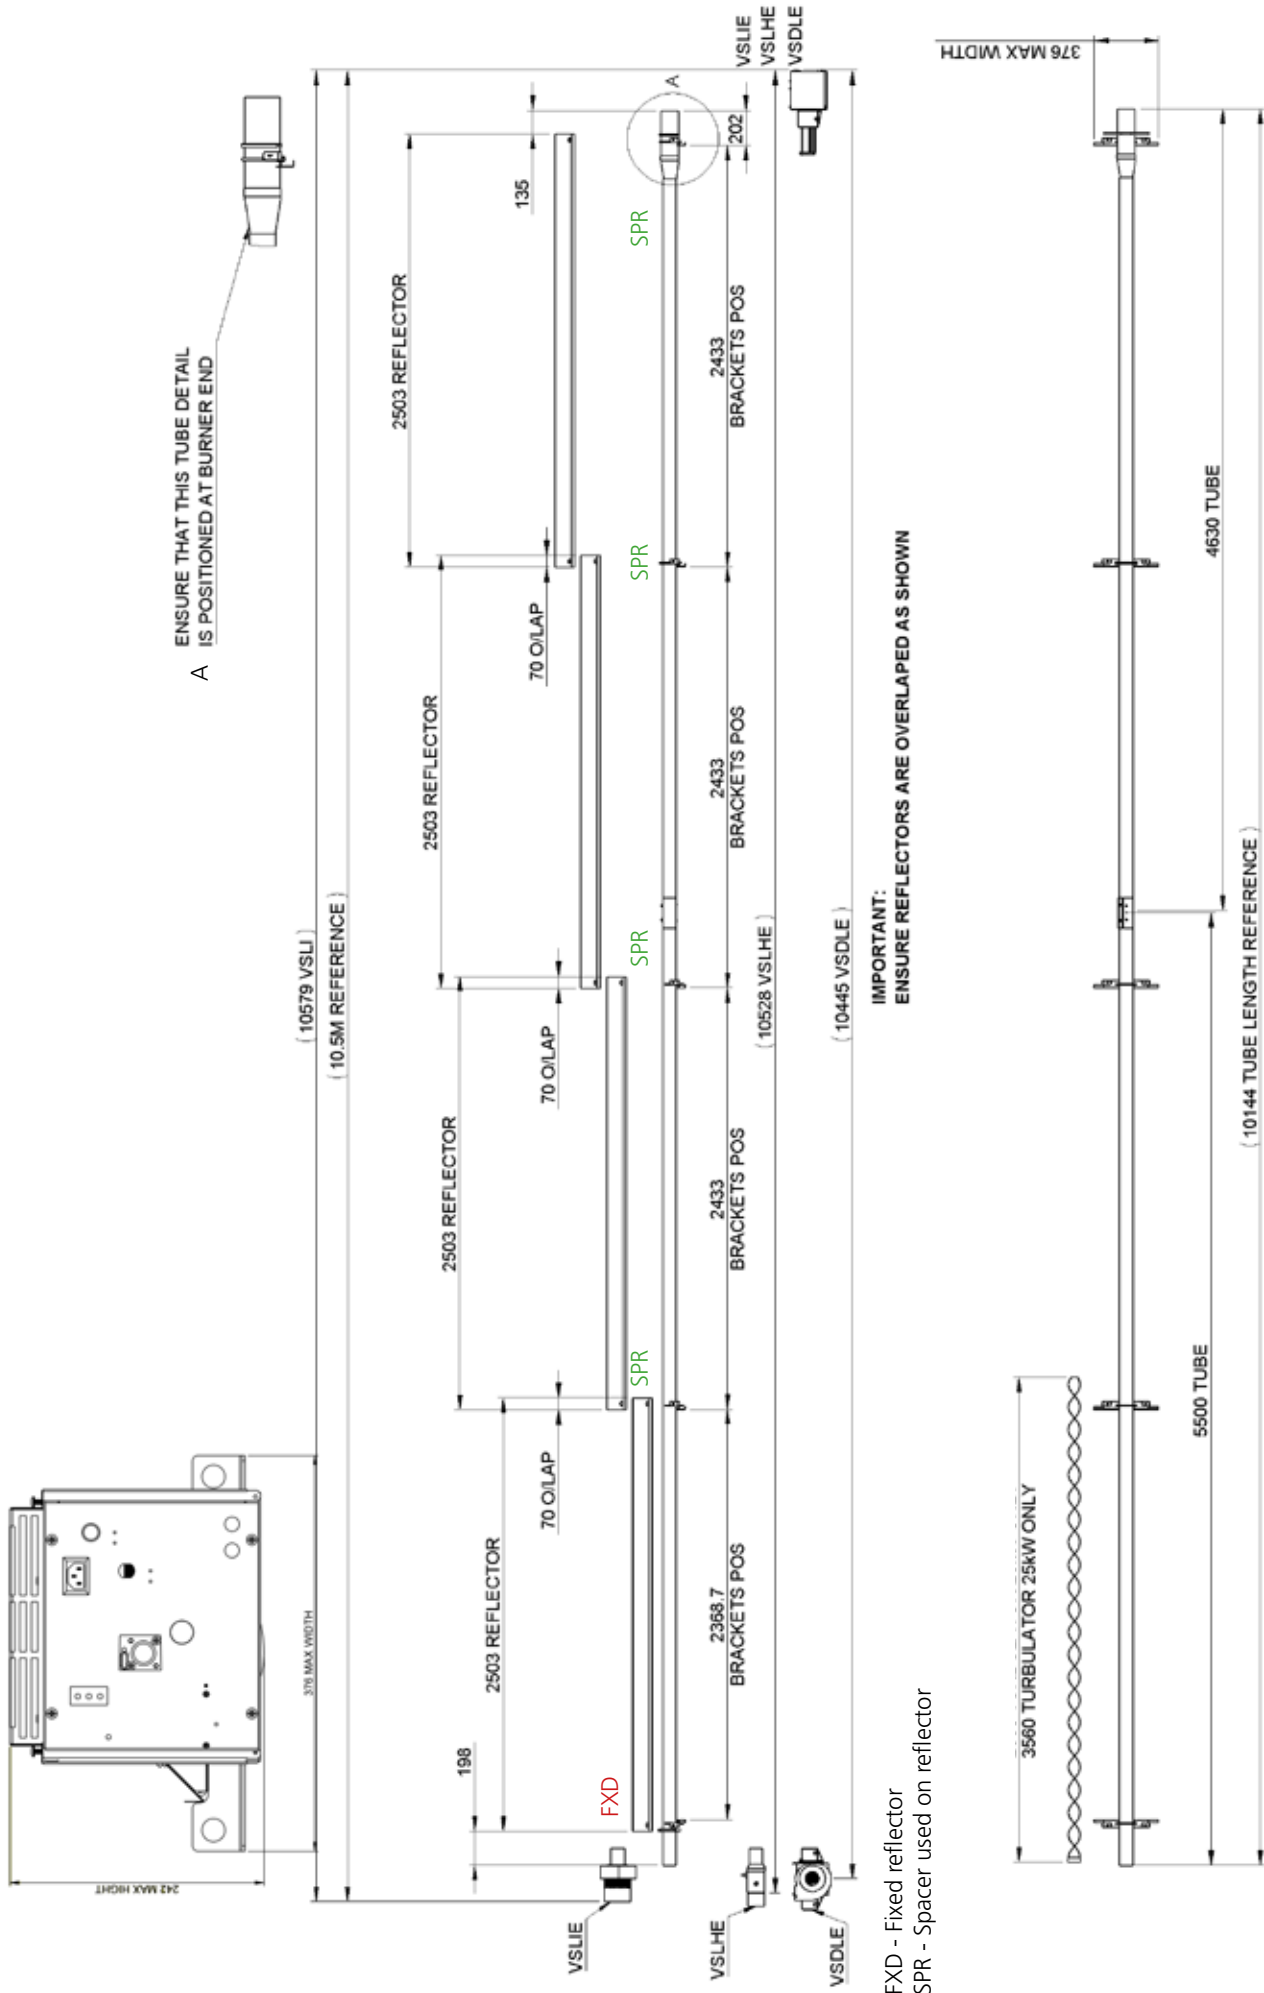 242 MAX HIGHT
376 MAX WIDTH
A
ENSURE THAT THIS TUBE DETAIL
IS POSITIONED AT BURNER END
( 10579 VSLI )
( 10.5M REFERENCE )
198
2503 REFLECTOR
70 O/LAP
2503 REFLECTOR
70 O/LAP
2503 REFLECTOR
70 O/LAP
2503 REFLECTOR
135
VSLIE
FXD
SPR
SPR
SPR
SPR
A
2368.7
BRACKETS POS
2433
BRACKETS POS
2433
BRACKETS POS
2433
BRACKETS POS
202
VSLIE
VSLHE
VSDLE
VSLHE
( 10528 VSLHE )
VSDLE
( 10445 VSDLE )
IMPORTANT:
ENSURE REFLECTORS ARE OVERLAPED AS SHOWN
FXD - Fixed reflector
SPR - Spacer used on reflector
376 MAX WIDTH
3560 TURBULATOR 25kW ONLY
5500 TUBE
4630 TUBE
( 10144 TUBE LENGTH REFERENCE )